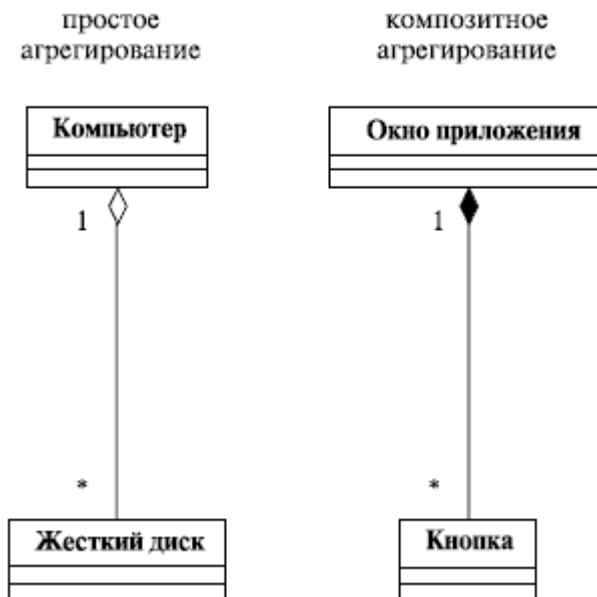 простое
агрегирование
композитное
агрегирование
Компьютер
Окно приложения
1
1
*
*
Жесткий диск
Кнопка